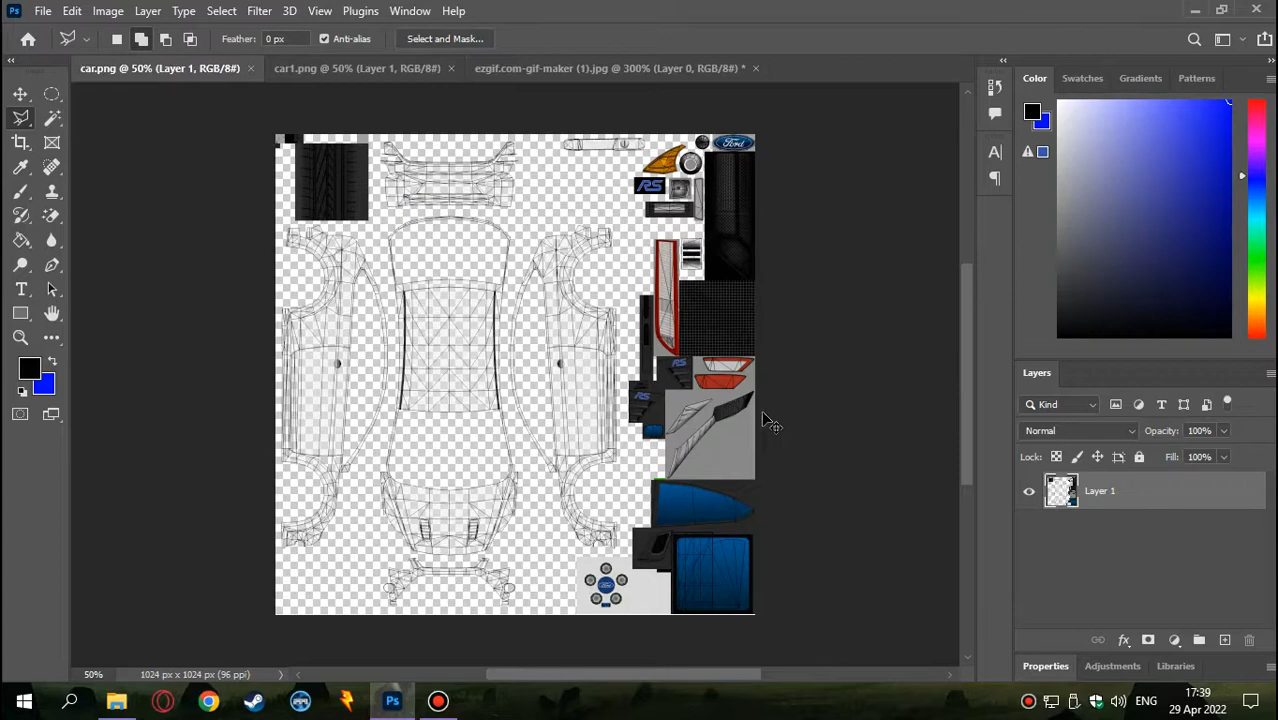 Ps File Edit Image Layer Type Select Filter 3D View Plugins Window Help
Feather: 0 px Anti-alias Select and Mask...
car.png @ 50% (Layer 1, RGB/8#) × car1.png @ 50% (Layer 1, RGB/8#) × ezgif.com-gif-maker (1).jpg @ 300% (Layer 0, RGB/8#) * ×
Color Swatches Gradients Patterns
Ford
RS
RS
RS
Layers
Kind
Normal Opacity: 100%
Lock: Fill: 100%
Layer 1
fx
Properties Adjustments Libraries
50% 1024 px x 1024 px (96 ppi)
Ps ENG 17:39
29 Apr 2022